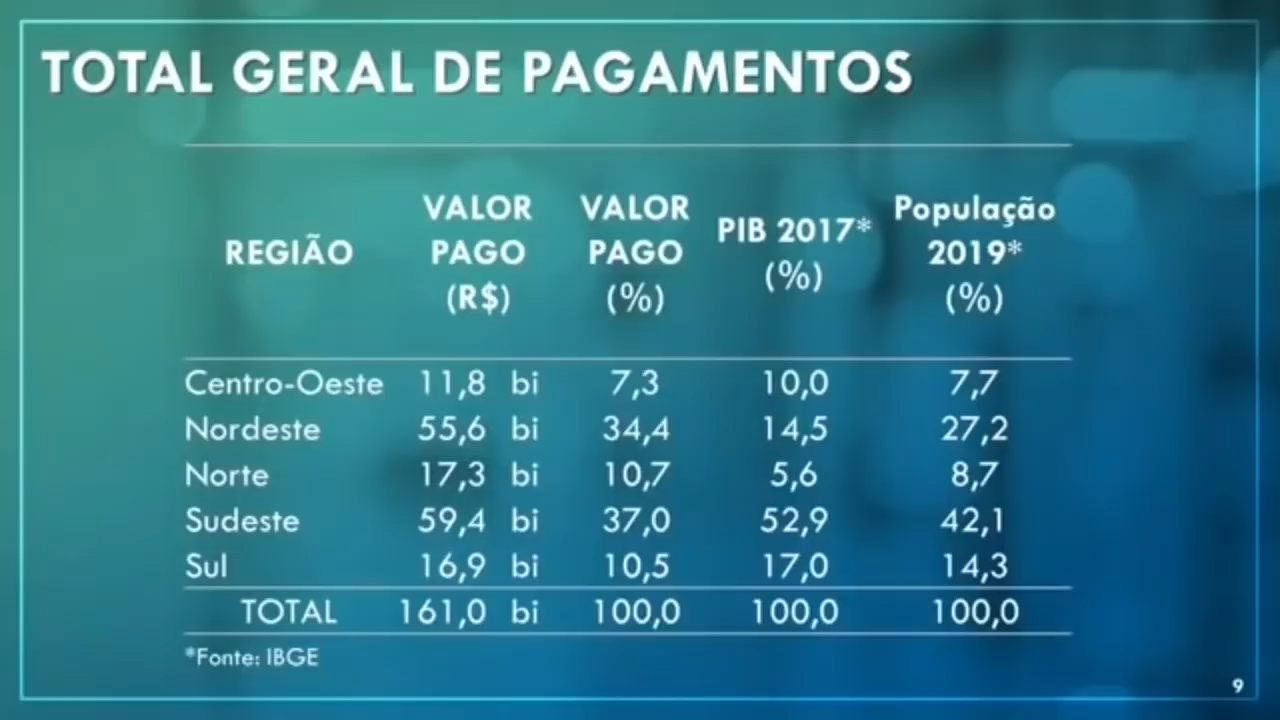 TOTAL GERAL DE PAGAMENTOS
REGIÃO VALOR PAGO (R$) VALOR PAGO (%) PIB 2017* (%) População 2019* (%)
Centro-Oeste 11,8 bi 7,3 10,0 7,7
Nordeste 55,6 bi 34,4 14,5 27,2
Norte 17,3 bi 10,7 5,6 8,7
Sudeste 59,4 bi 37,0 52,9 42,1
Sul 16,9 bi 10,5 17,0 14,3
TOTAL 161,0 bi 100,0 100,0 100,0
*Fonte: IBGE
9